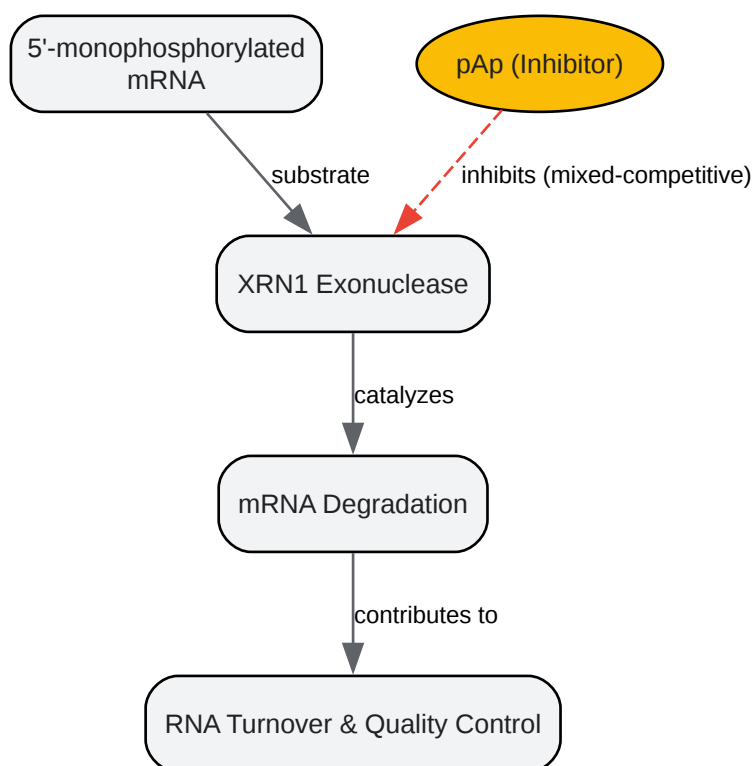 5'-monophosphorylated
mRNA
pAp (Inhibitor)
substrate
inhibits (mixed-competitive)
XRN1 Exonuclease
catalyzes
mRNA Degradation
contributes to
RNA Turnover & Quality Control